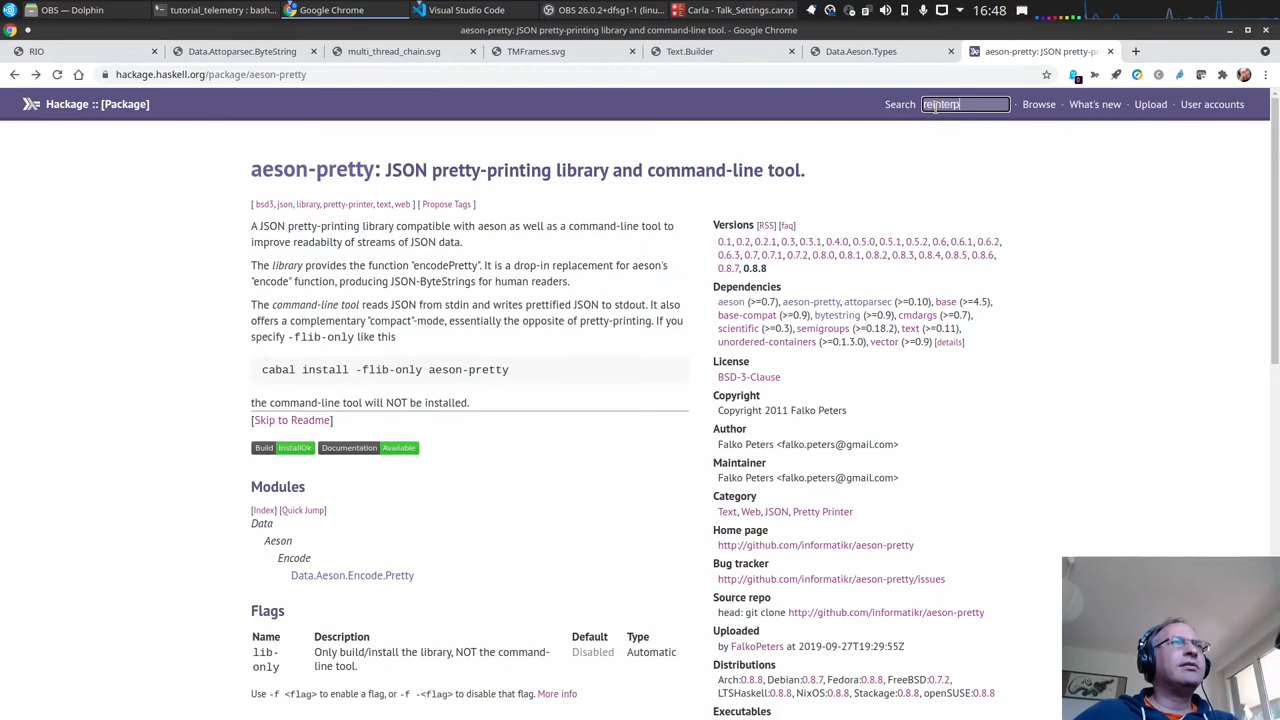 OBS — Dolphin
tutorial_telemetry : bash...
Google Chrome
Visual Studio Code
OBS 26.0.2+dfsg1-1 (linu...
Carla - Talk_Settings.carxp
16:48
aeson-pretty: JSON pretty-printing library and command-line tool. - Google Chrome
RIO
Data.Attoparsec.ByteString
multi_thread_chain.svg
TMFrames.svg
Text.Builder
Data.Aeson.Types
aeson-pretty: JSON pretty-pr
hackage.haskell.org/package/aeson-pretty
Hackage :: [Package]
Search reinterp · Browse · What's new · Upload · User accounts
aeson-pretty: JSON pretty-printing library and command-line tool.
[ bsd3, json, library, pretty-printer, text, web ] [ Propose Tags ]
A JSON pretty-printing library compatible with aeson as well as a command-line tool to
improve readabilty of streams of JSON data.
The library provides the function "encodePretty". It is a drop-in replacement for aeson's
"encode" function, producing JSON-ByteStrings for human readers.
The command-line tool reads JSON from stdin and writes prettified JSON to stdout. It also
offers a complementary "compact"-mode, essentially the opposite of pretty-printing. If you
specify -flib-only like this
cabal install -flib-only aeson-pretty
the command-line tool will NOT be installed.
[Skip to Readme]
Build InstallOk Documentation Available
Modules
[Index] [Quick Jump]
Data
Aeson
Encode
Data.Aeson.Encode.Pretty
Flags
Name Description Default Type
lib-only Only build/install the library, NOT the command-line tool. Disabled Automatic
Use -f <flag> to enable a flag, or -f -<flag> to disable that flag. More info
Versions [RSS] [faq]
0.1, 0.2, 0.2.1, 0.3, 0.3.1, 0.4.0, 0.5.0, 0.5.1, 0.5.2, 0.6, 0.6.1, 0.6.2,
0.6.3, 0.7, 0.7.1, 0.7.2, 0.8.0, 0.8.1, 0.8.2, 0.8.3, 0.8.4, 0.8.5, 0.8.6,
0.8.7, 0.8.8
Dependencies
aeson (>=0.7), aeson-pretty, attoparsec (>=0.10), base (>=4.5),
base-compat (>=0.9), bytestring (>=0.9), cmdargs (>=0.7),
scientific (>=0.3), semigroups (>=0.18.2), text (>=0.11),
unordered-containers (>=0.1.3.0), vector (>=0.9) [details]
License
BSD-3-Clause
Copyright
Copyright 2011 Falko Peters
Author
Falko Peters <falko.peters@gmail.com>
Maintainer
Falko Peters <falko.peters@gmail.com>
Category
Text, Web, JSON, Pretty Printer
Home page
http://github.com/informatikr/aeson-pretty
Bug tracker
http://github.com/informatikr/aeson-pretty/issues
Source repo
head: git clone http://github.com/informatikr/aeson-pretty
Uploaded
by FalkoPeters at 2019-09-27T19:29:55Z
Distributions
Arch:0.8.8, Debian:0.8.7, Fedora:0.8.8, FreeBSD:0.7.2,
LTSHaskell:0.8.8, NixOS:0.8.8, Stackage:0.8.8, openSUSE:0.8.8
Executables